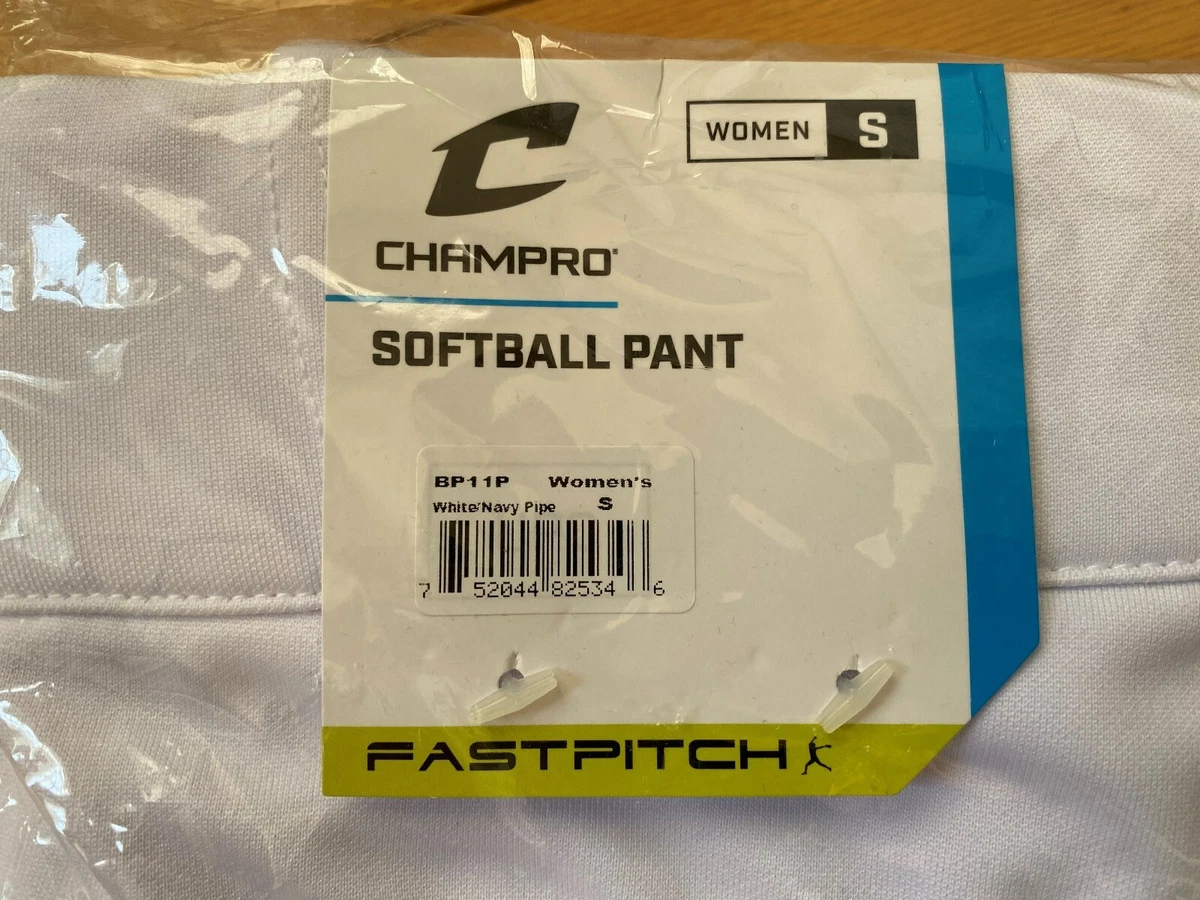 WOMEN S
C
CHAMPRO®
SOFTBALL PANT
BP11P Women's
White/Navy Pipe S
7 52044 82534 6
FASTPITCH